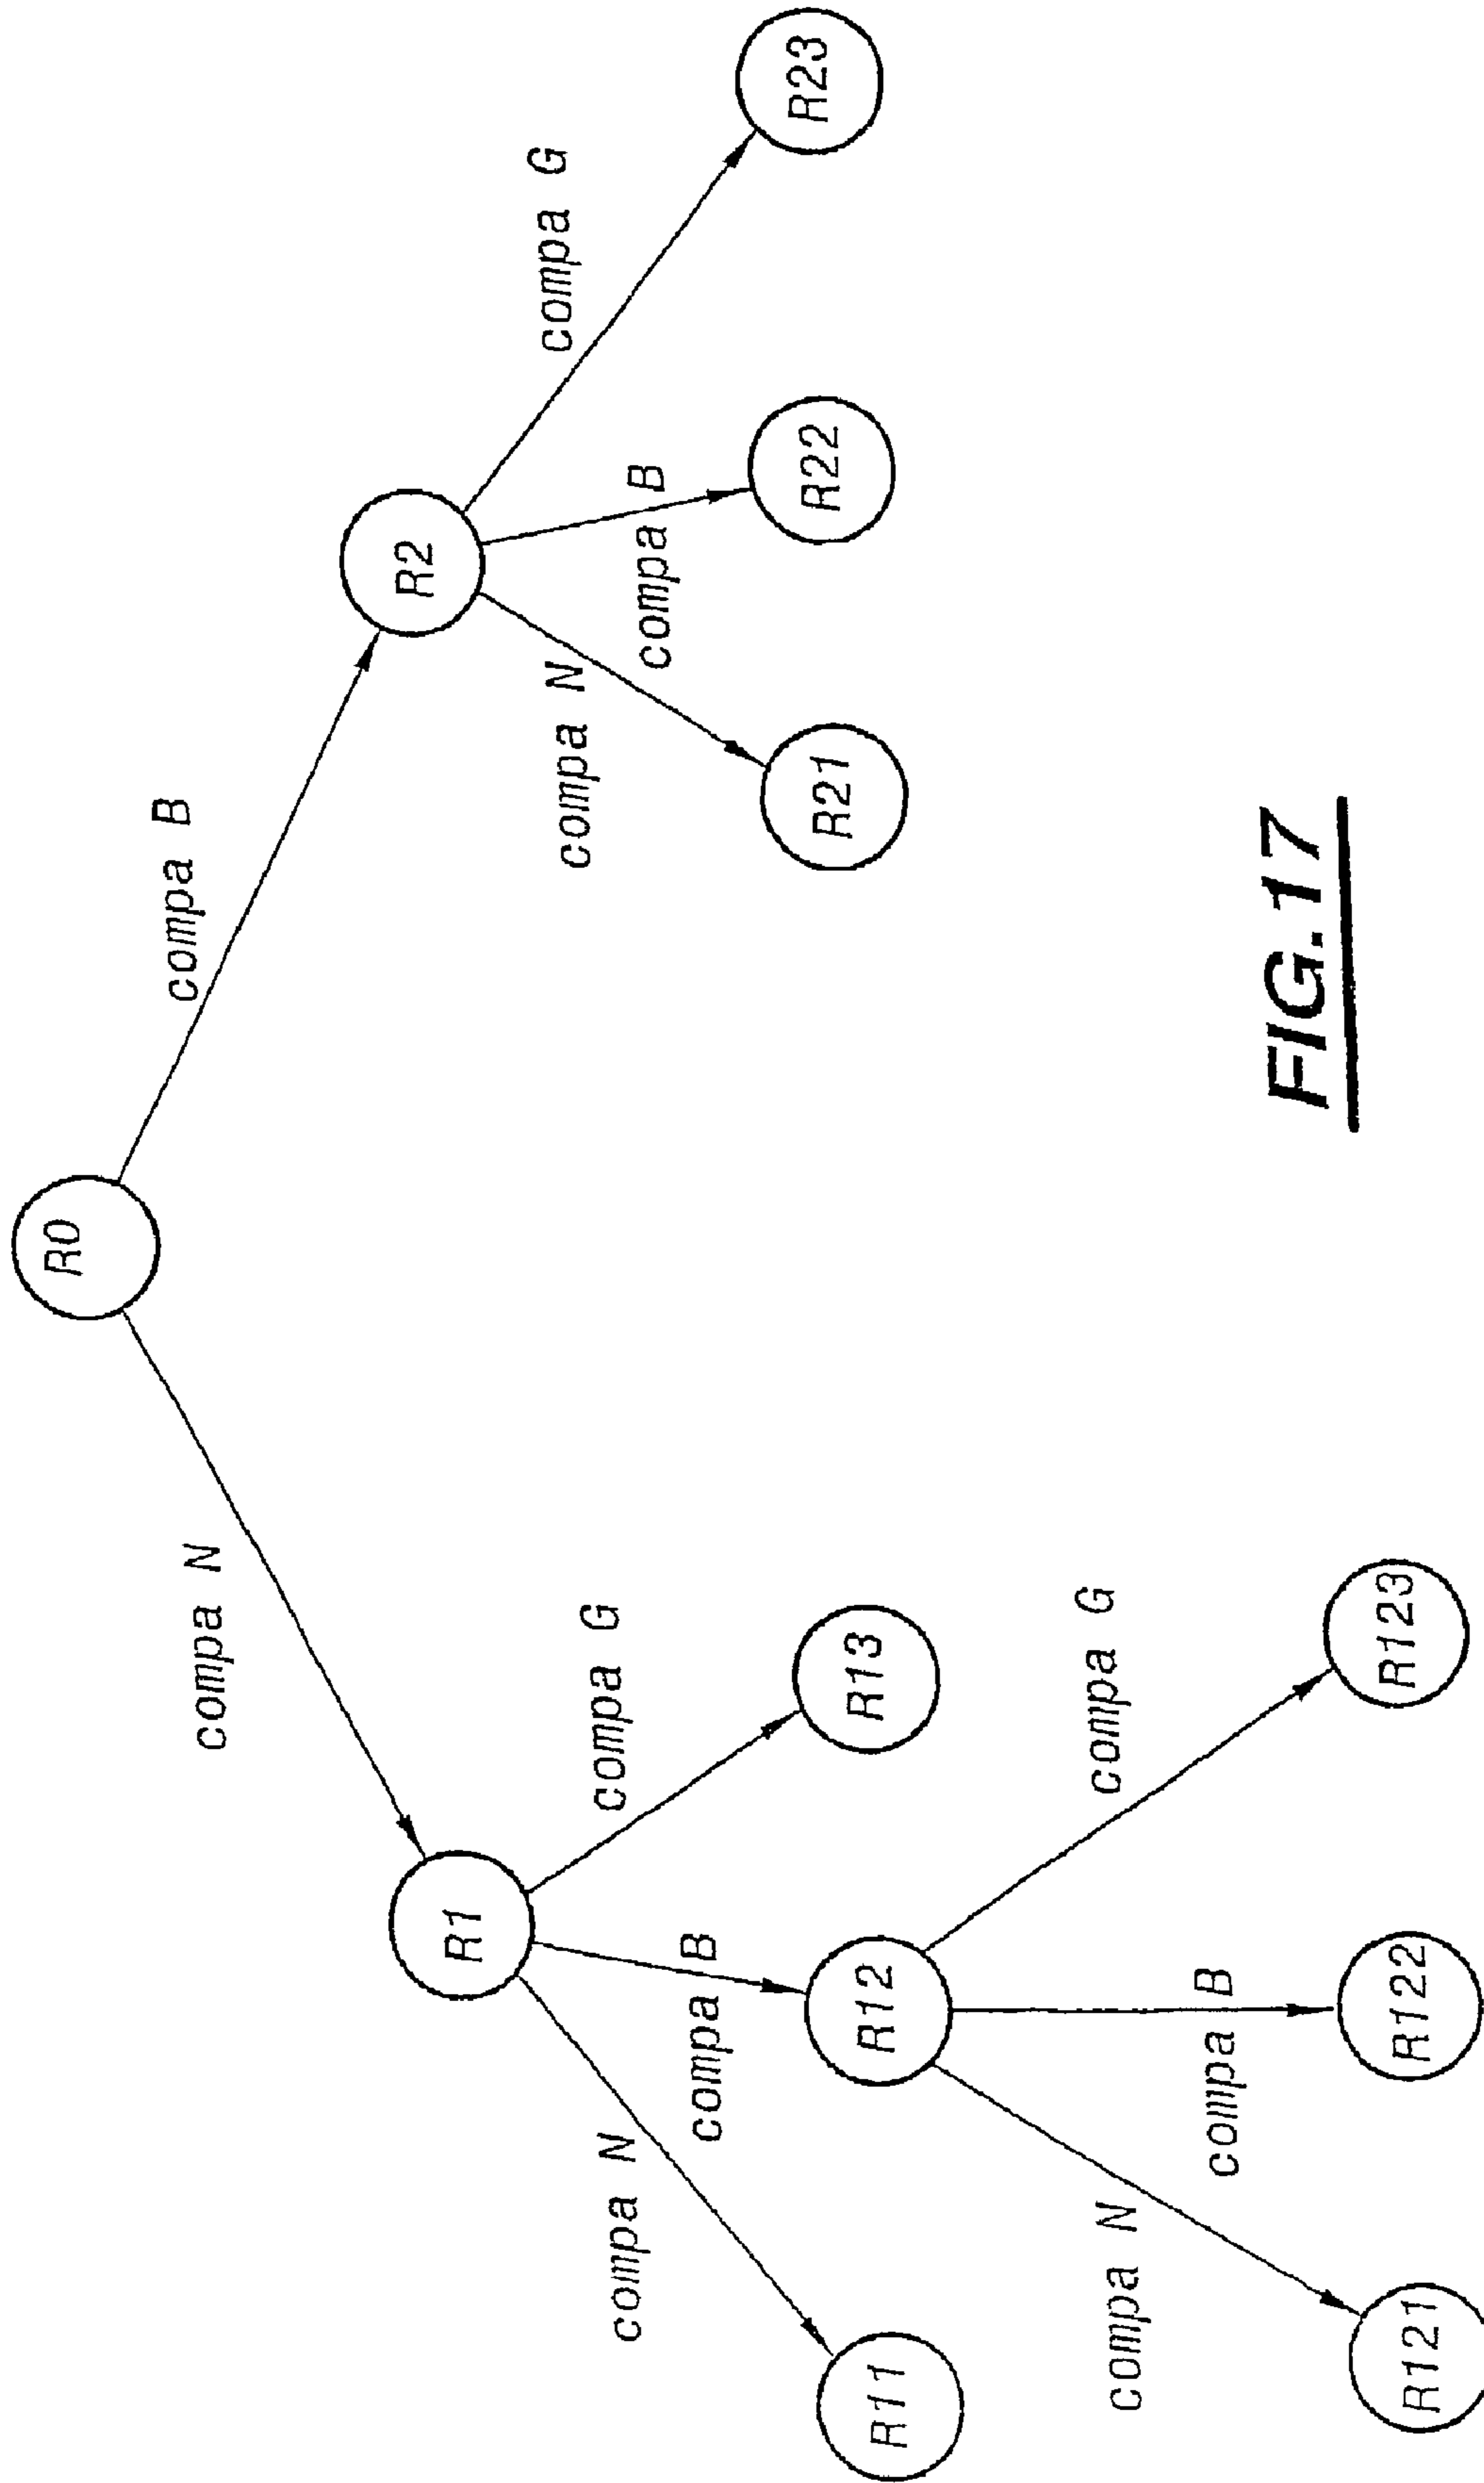 R0
compa N
compa B
R1
R2
compa N
compa B
compa G
compa N
compa B
compa G
R11
R12
R13
R21
R22
R23
compa N
compa B
compa G
R121
R122
R123
FIG.17